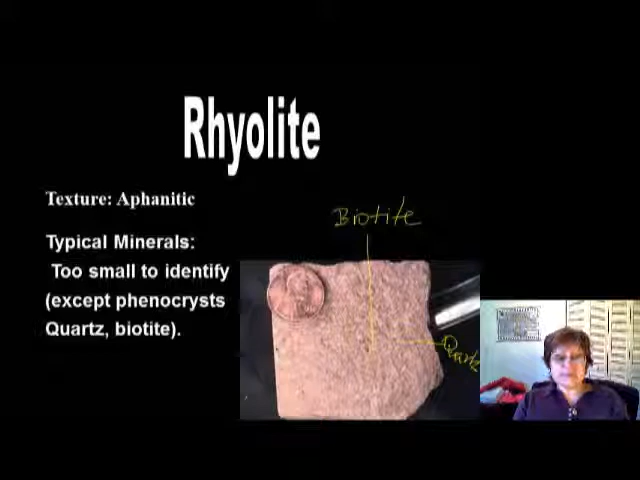 Rhyolite
Texture: Aphanitic
Biotite
Typical Minerals:
Too small to identify
(except phenocrysts
Quartz, biotite).
Quartz